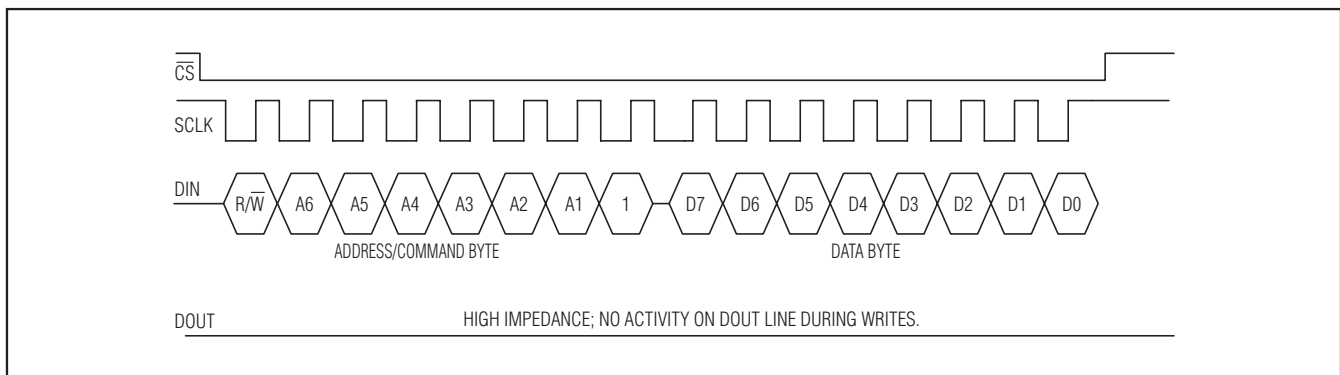 C̅S̅
SCLK
DIN R/W̅ A6 A5 A4 A3 A2 A1 1 D7 D6 D5 D4 D3 D2 D1 D0
ADDRESS/COMMAND BYTE DATA BYTE
DOUT HIGH IMPEDANCE; NO ACTIVITY ON DOUT LINE DURING WRITES.